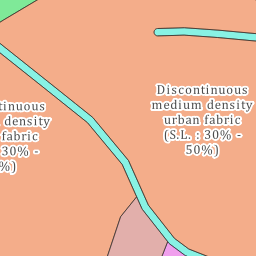 Discontinuous
medium density
urban fabric
(S.L. : 30% -
50%)
tinuous
density
fabric
30% -
%)